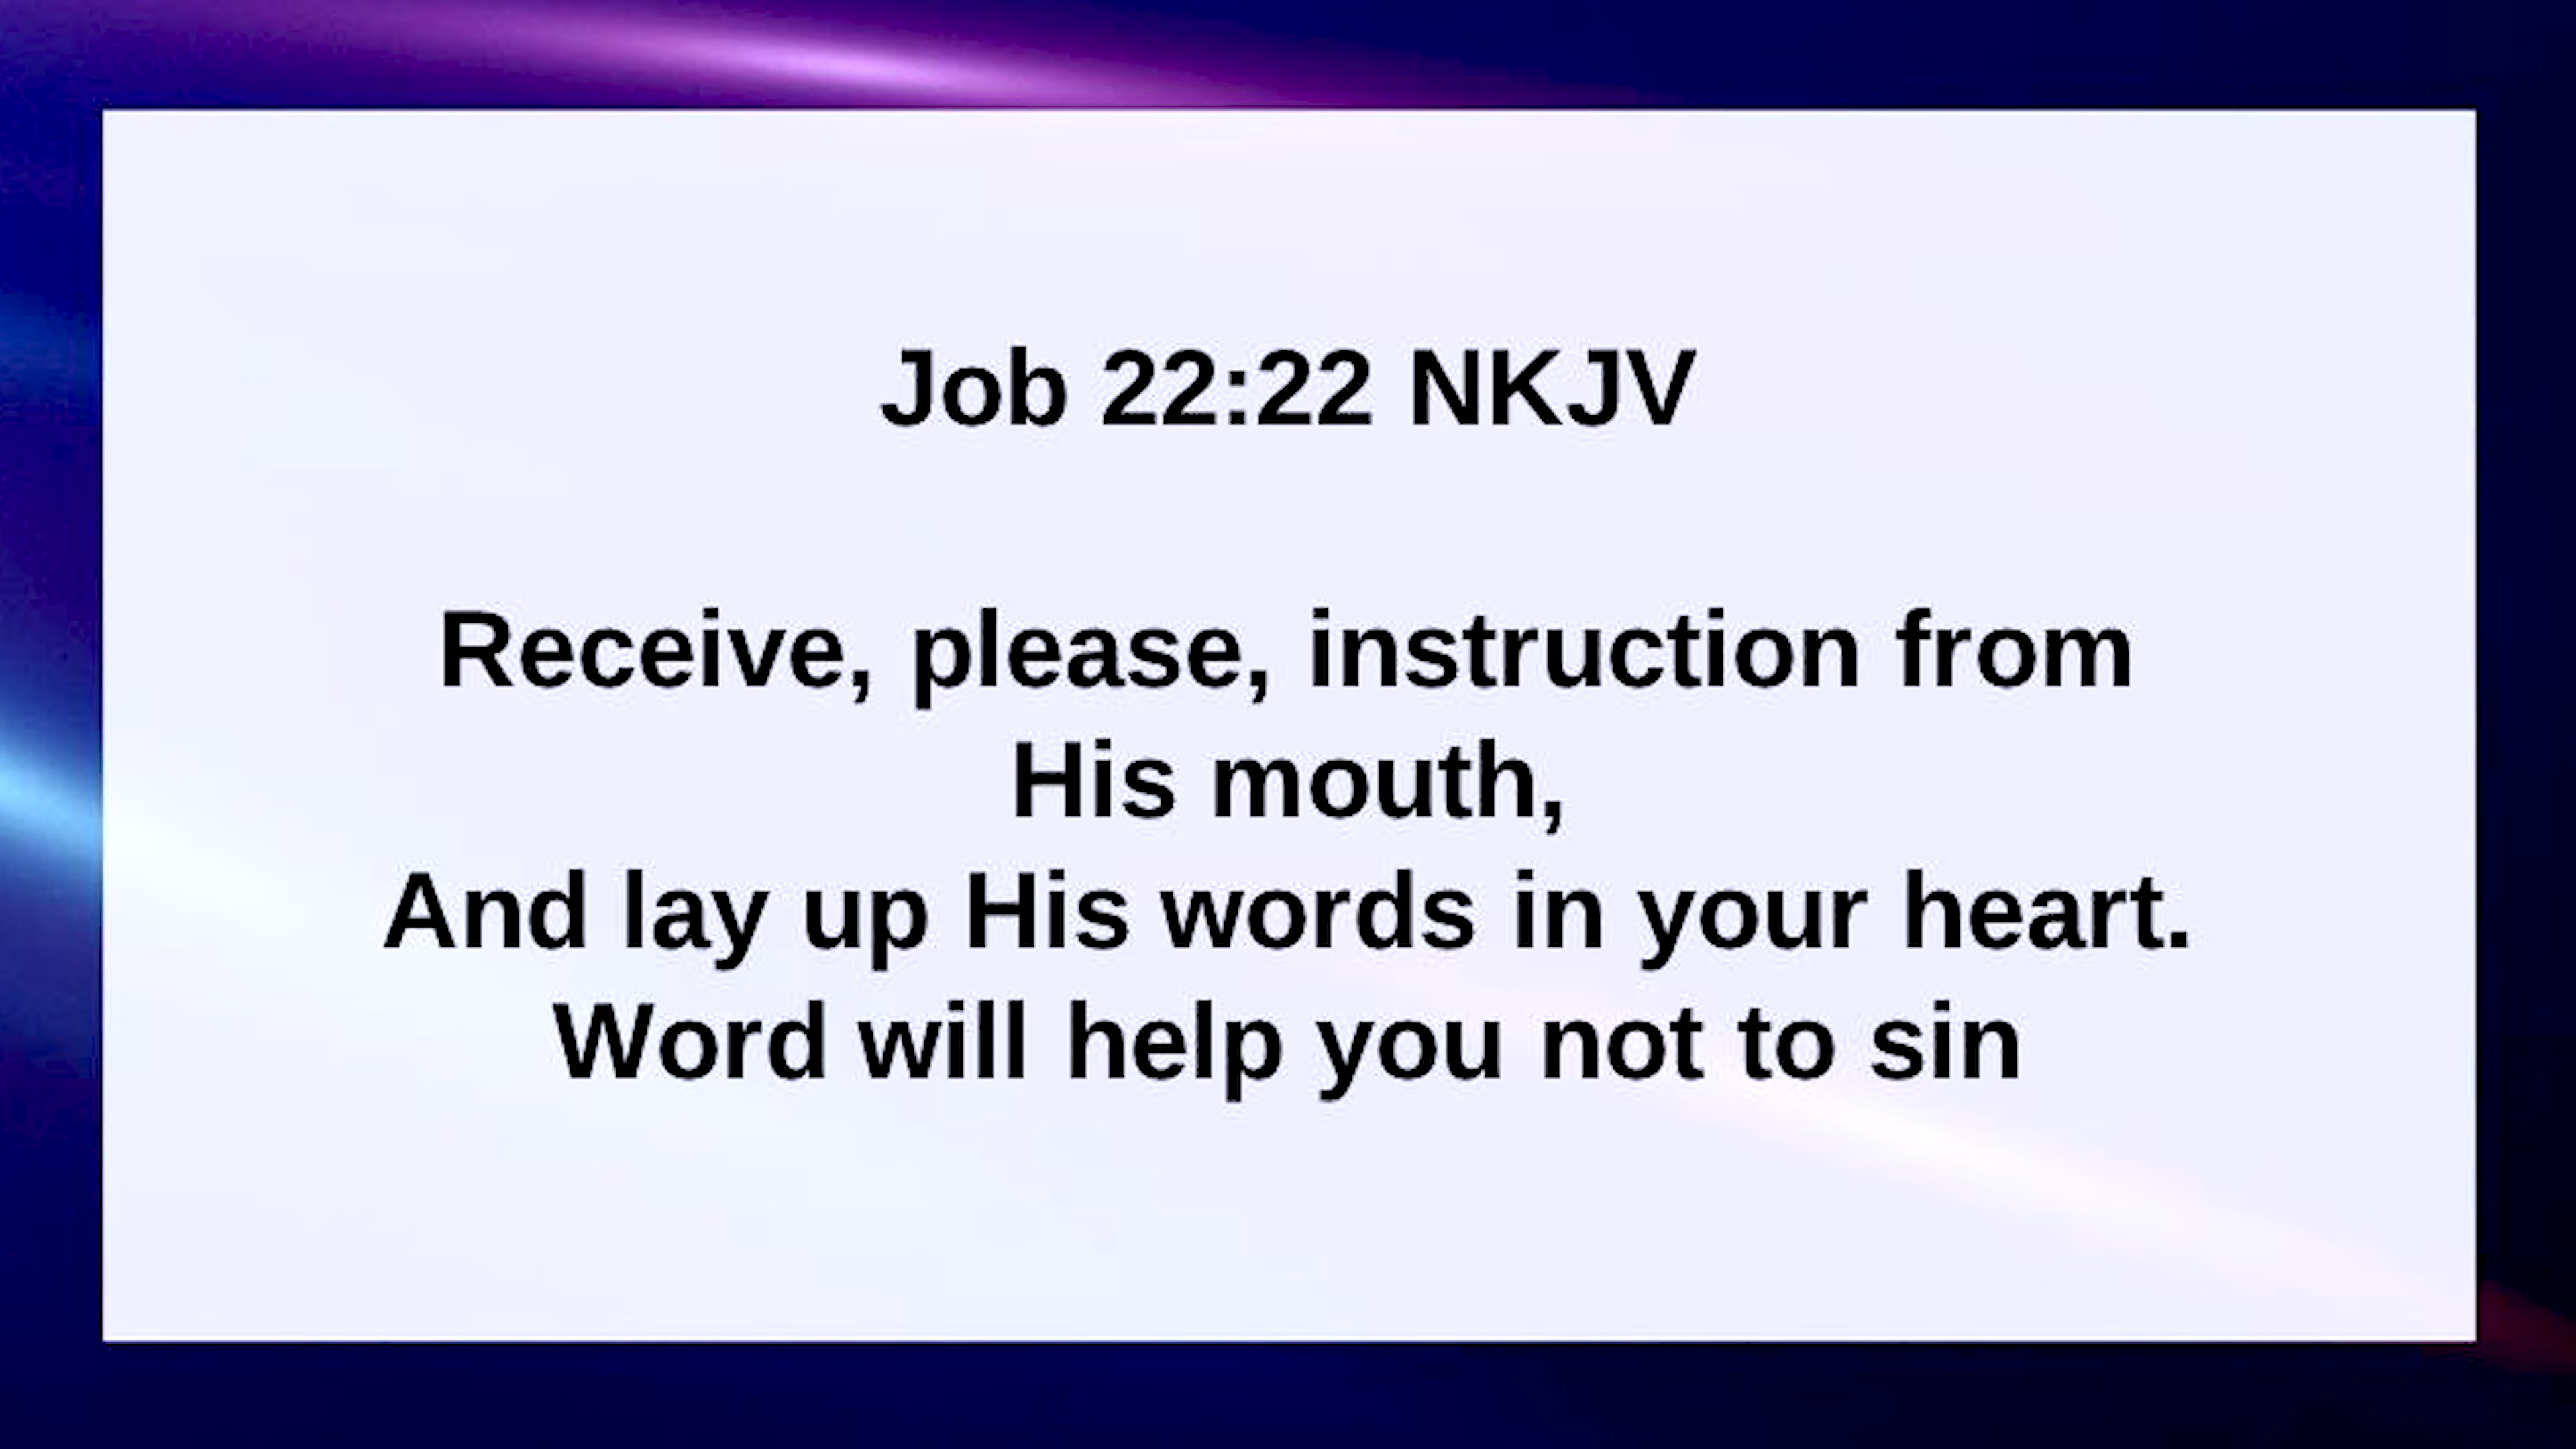 Job 22:22 NKJV
Receive, please, instruction from
His mouth,
And lay up His words in your heart.
Word will help you not to sin